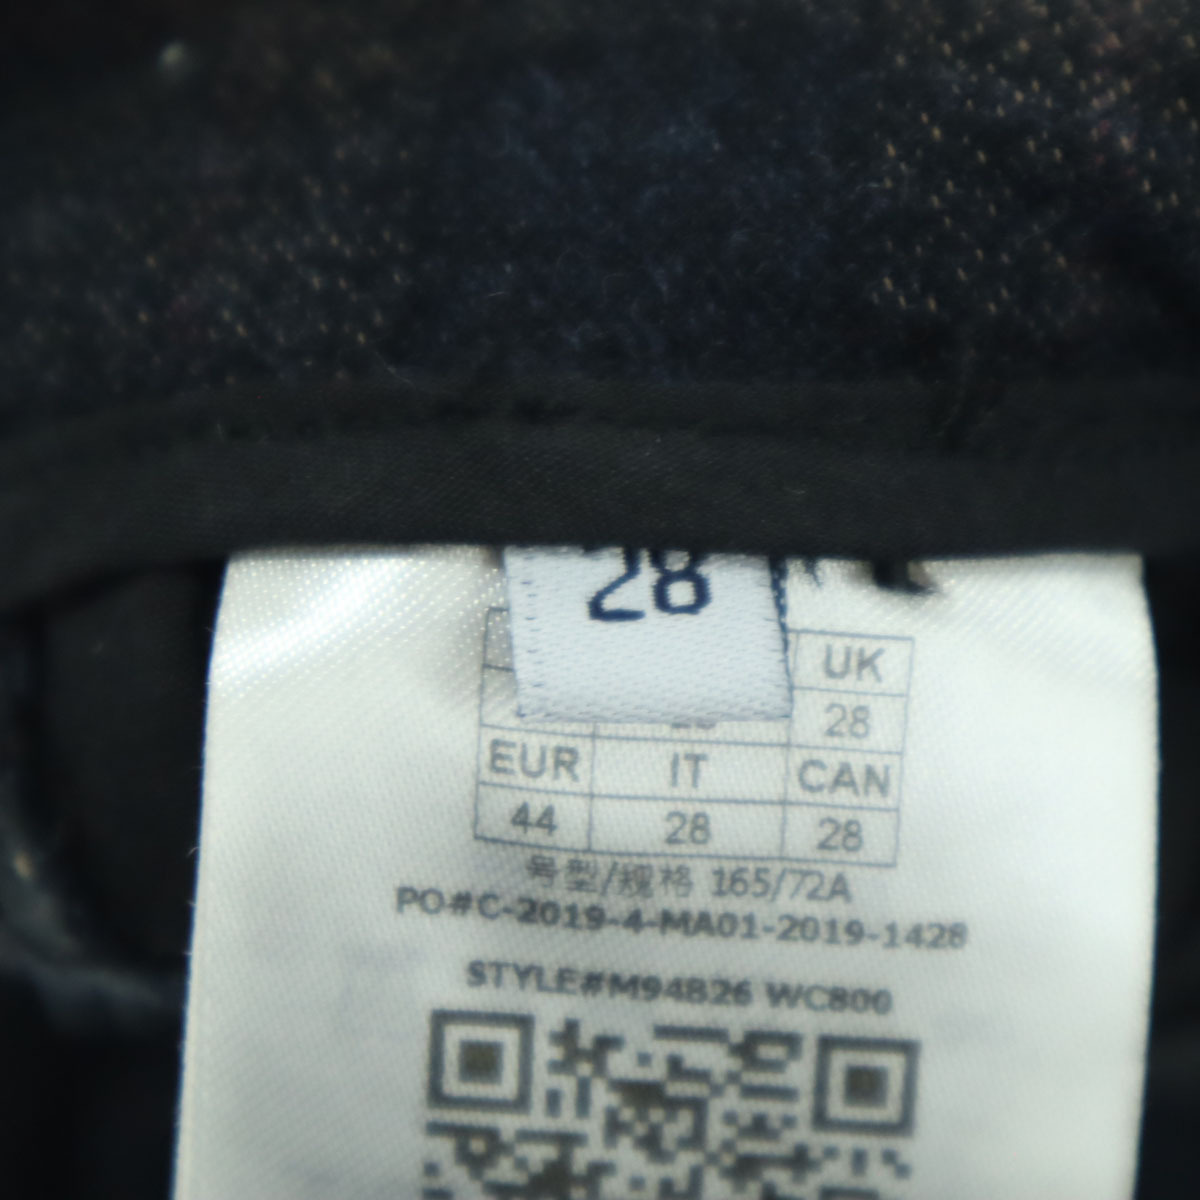 28
UK
28
EUR IT CAN
44 28 28
号型/规格 165/72A
PO#C-2019-4-MA01-2019-1428
STYLE#M94B26 WC800